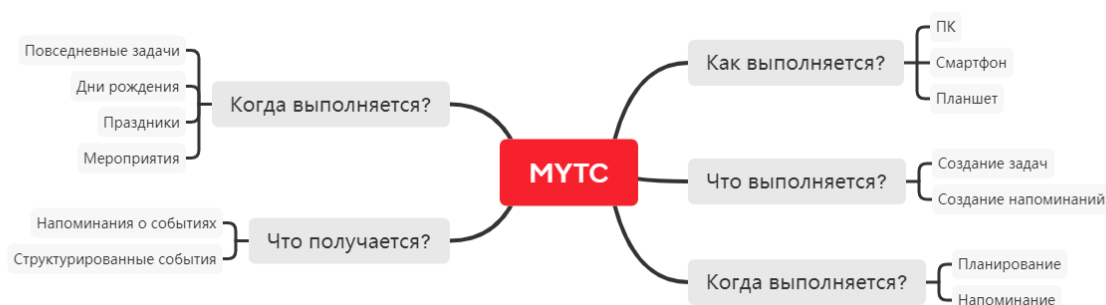 MYTC
Как выполняется?
ПК
Смартфон
Планшет
Что выполняется?
Создание задач
Создание напоминаний
Когда выполняется?
Планирование
Напоминание
Когда выполняется?
Повседневные задачи
Дни рождения
Праздники
Мероприятия
Что получается?
Напоминания о событиях
Структурированные события